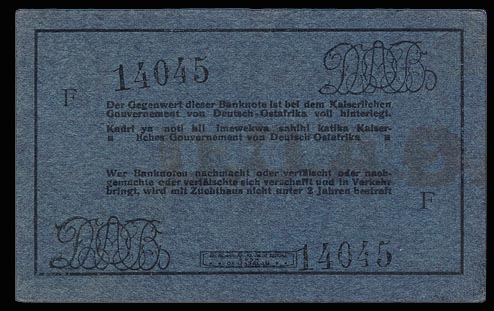 14045
DOB
F
Der Gegenwert dieser Banknote ist bei dem Kaiserlichen
Gouvernement von Deutsch-Ostafrika voll hinterlegt.
Kadri ya noti hii imewekwa sahihi katika Kaiser-
liches Gouvernement von Deutsch Ostafrika
Wer Banknoten nachmacht oder verfälscht oder nach-
gemachte oder verfälschte sich verschafft und in Verkehr
bringt, wird mit Zuchthaus nicht unter 2 Jahren bestraft
F
DOB
14045